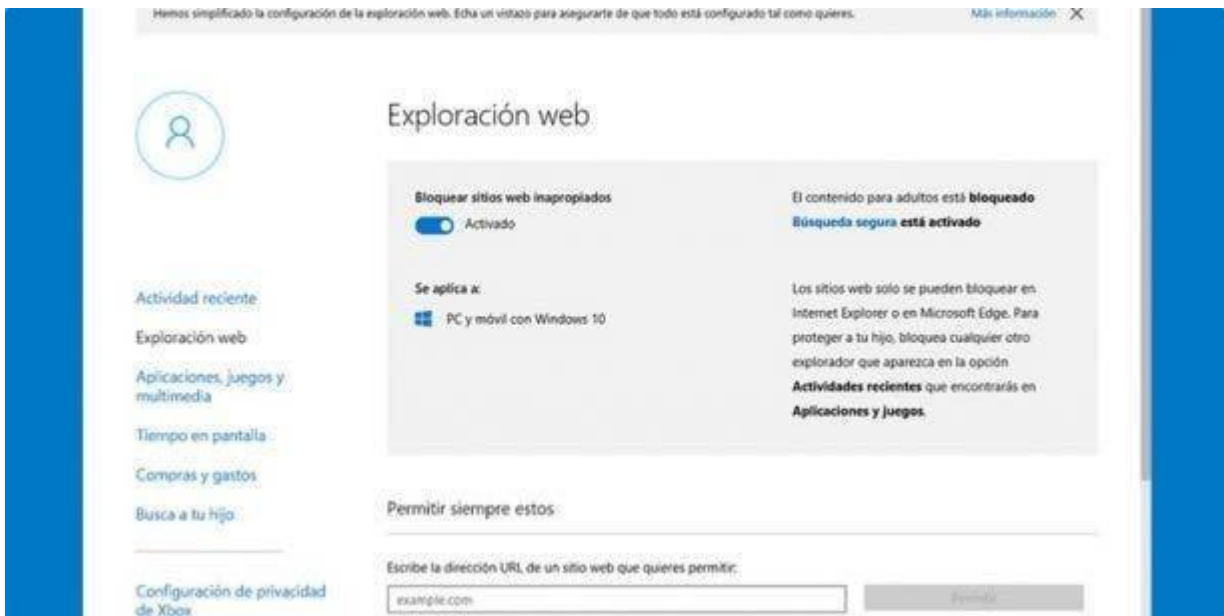 Hemos simplificado la configuración de la exploración web. Echa un vistazo para asegurarte de que todo está configurado tal como quieres.
Más información
Exploración web
Bloquear sitios web inapropiados
Activado
El contenido para adultos está bloqueado
Búsqueda segura está activado
Se aplica a:
PC y móvil con Windows 10
Los sitios web solo se pueden bloquear en
Internet Explorer o en Microsoft Edge. Para
proteger a tu hijo, bloquea cualquier otro
explorador que aparezca en la opción
Actividades recientes que encontrarás en
Aplicaciones y juegos.
Actividad reciente
Exploración web
Aplicaciones, juegos y
multimedia
Tiempo en pantalla
Compras y gastos
Busca a tu hijo
Configuración de privacidad
de Xbox
Permitir siempre estos
Escribe la dirección URL de un sitio web que quieres permitir:
example.com
Permitir